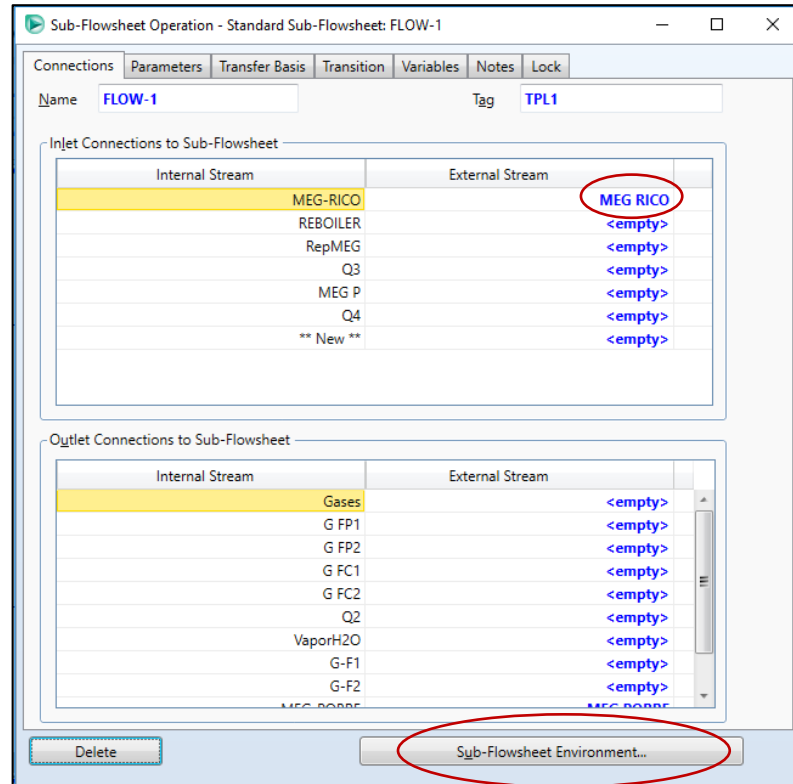 Sub-Flowsheet Operation - Standard Sub-Flowsheet: FLOW-1
Connections Parameters Transfer Basis Transition Variables Notes Lock
Name FLOW-1 Tag TPL1
Inlet Connections to Sub-Flowsheet
Internal Stream External Stream
MEG-RICO MEG RICO
REBOILER <empty>
RepMEG <empty>
Q3 <empty>
MEG P <empty>
Q4 <empty>
** New ** <empty>
Outlet Connections to Sub-Flowsheet
Internal Stream External Stream
Gases <empty>
G FP1 <empty>
G FP2 <empty>
G FC1 <empty>
G FC2 <empty>
Q2 <empty>
VaporH2O <empty>
G-F1 <empty>
G-F2 <empty>
MEG-POBRE MEG POBRE
Delete Sub-Flowsheet Environment...